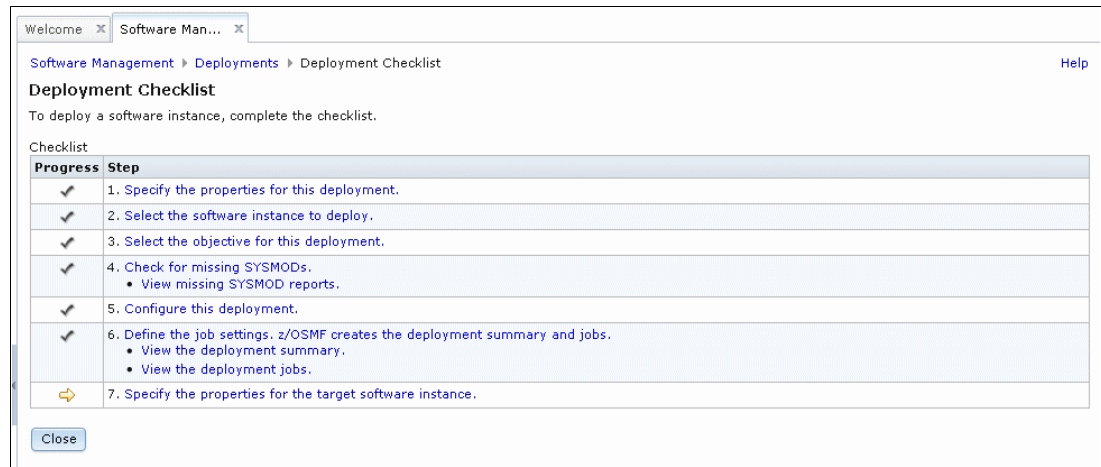 Welcome X Software Man... X
Software Management ▸ Deployments ▸ Deployment Checklist Help
Deployment Checklist
To deploy a software instance, complete the checklist.
Checklist
Progress Step
1. Specify the properties for this deployment.
2. Select the software instance to deploy.
3. Select the objective for this deployment.
4. Check for missing SYSMODs.
• View missing SYSMOD reports.
5. Configure this deployment.
6. Define the job settings. z/OSMF creates the deployment summary and jobs.
• View the deployment summary.
• View the deployment jobs.
7. Specify the properties for the target software instance.
Close